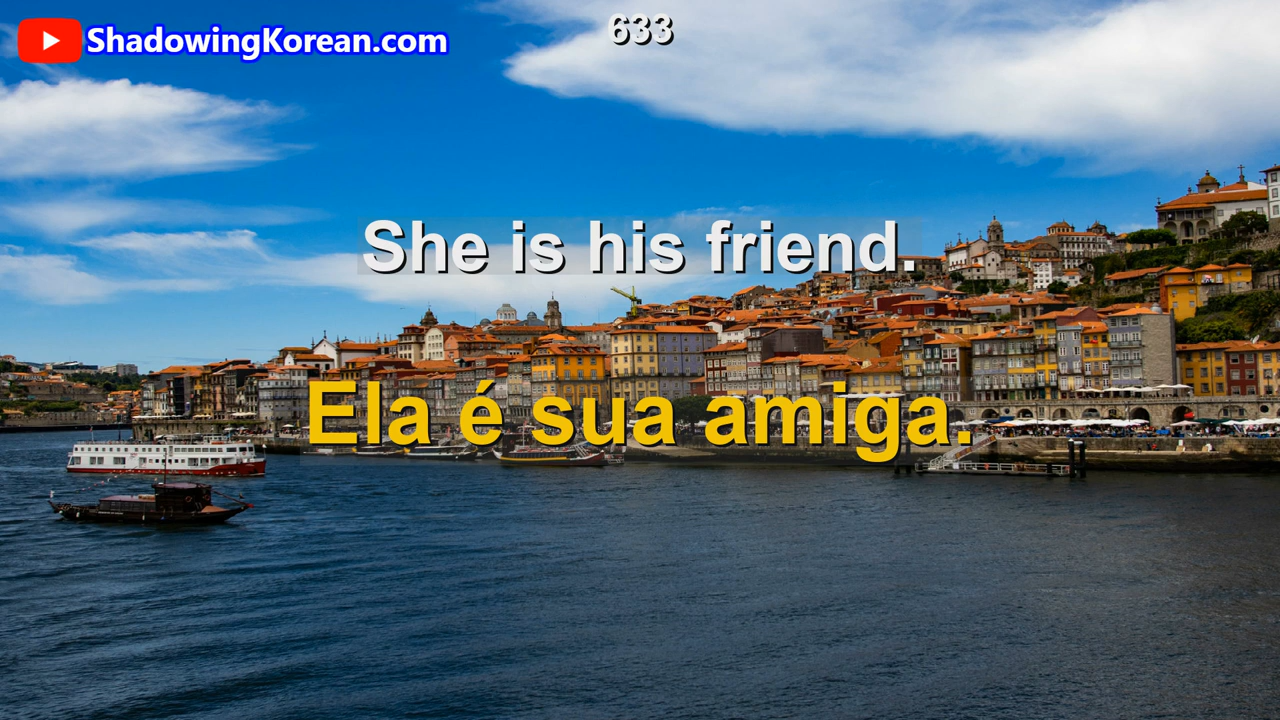 ShadowingKorean.com
633
She is his friend.
Ela é sua amiga.